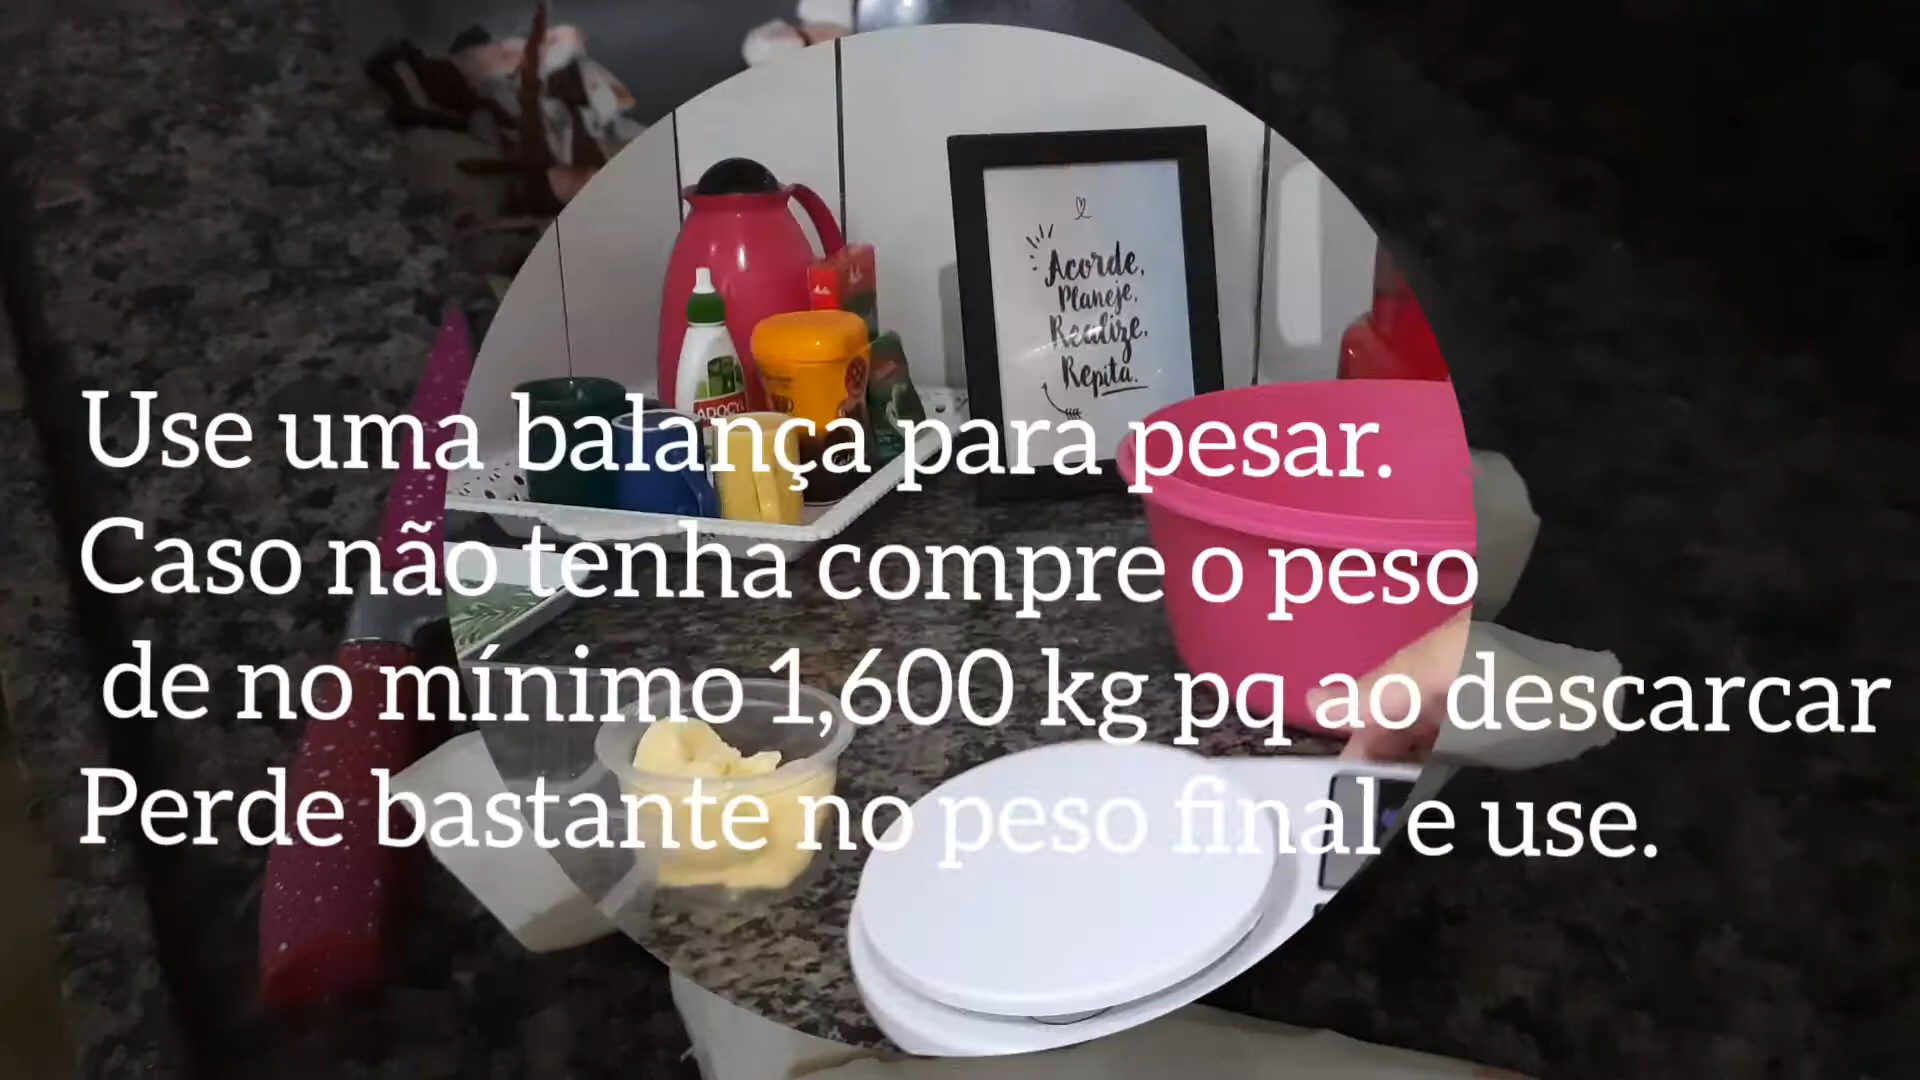 Acorde,
Planeje,
Realize,
Repita.
ADOCYL
Use uma balança para pesar.
Caso não tenha compre o peso
de no mínimo 1,600 kg pq ao descarcar
Perde bastante no peso final e use.